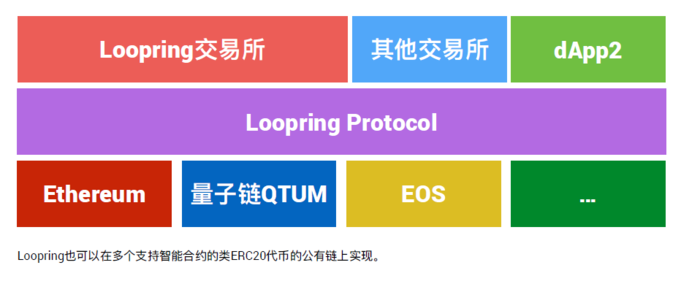 Loopring交易所 其他交易所 dApp2
Loopring Protocol
Ethereum 量子链QTUM EOS ...
Loopring也可以在多个支持智能合约的类ERC20代币的公有链上实现。